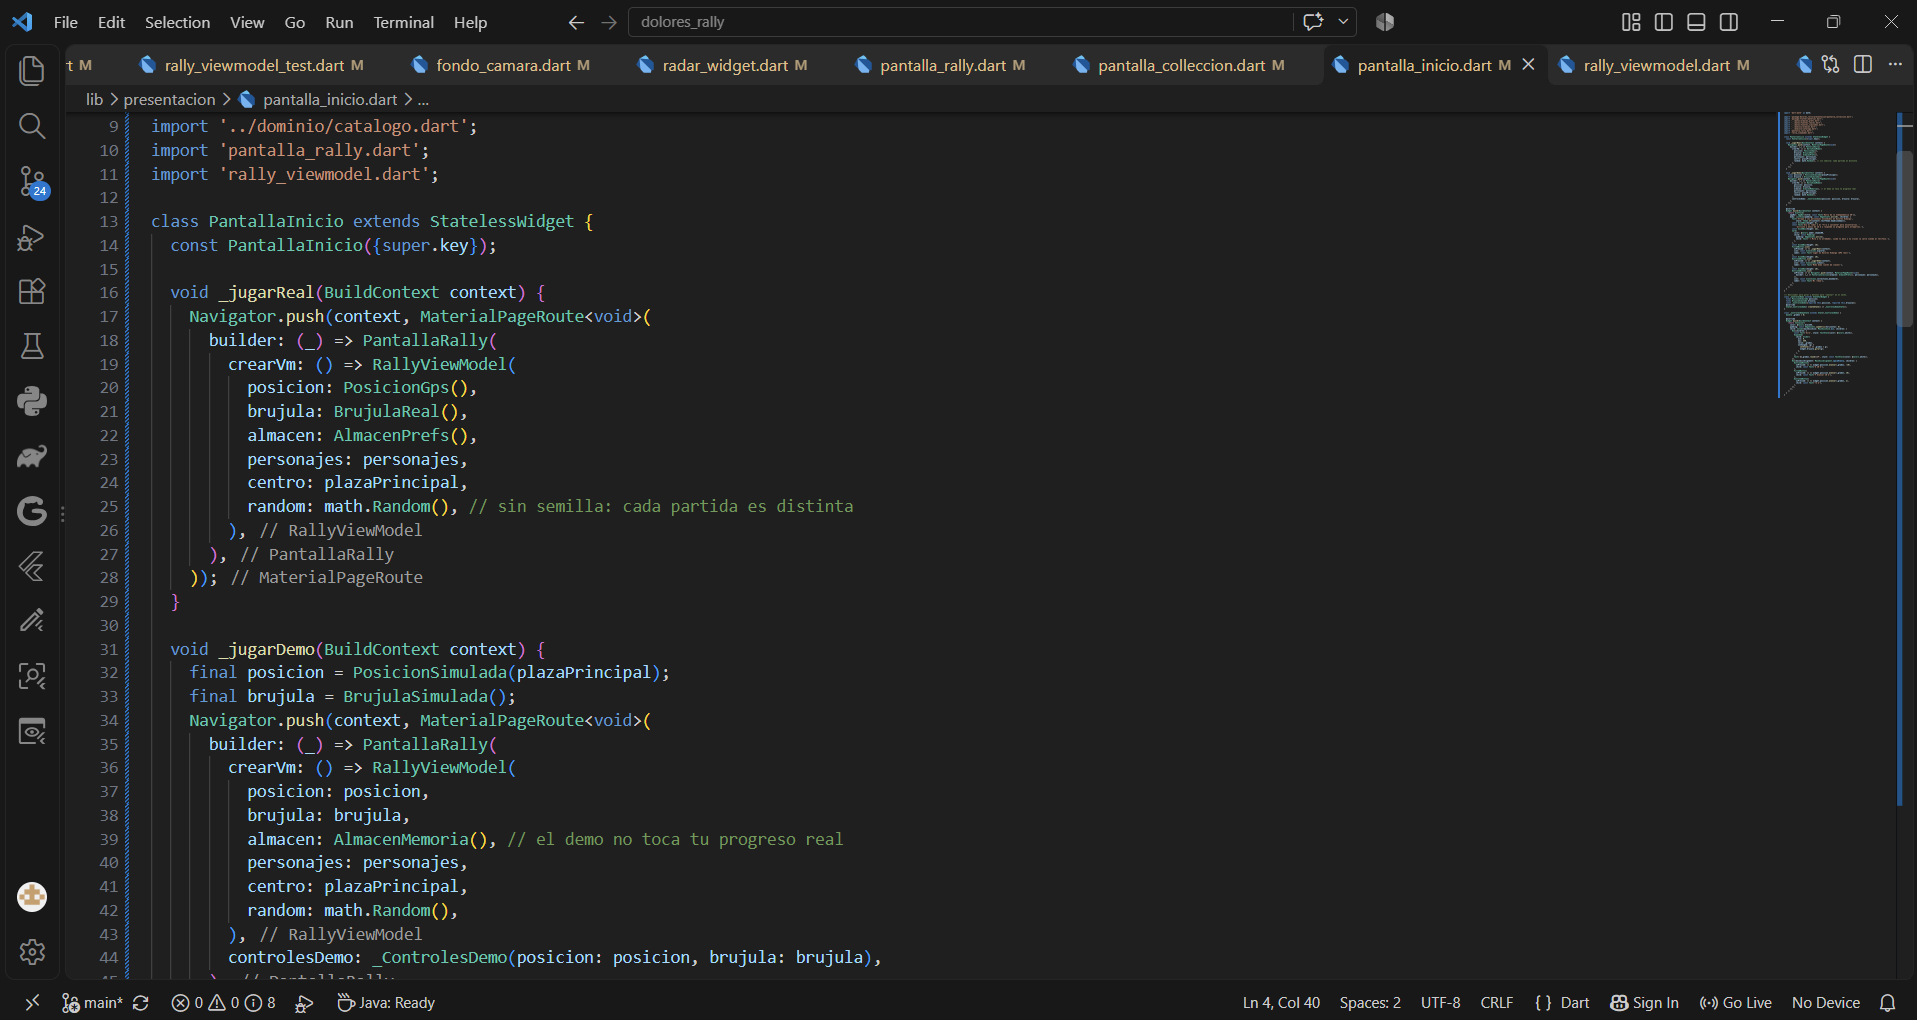 File Edit Selection View Go Run Terminal Help
dolores_rally
t M
rally_viewmodel_test.dart M
fondo_camara.dart M
radar_widget.dart M
pantalla_rally.dart M
pantalla_colleccion.dart M
pantalla_inicio.dart M
rally_viewmodel.dart M
lib > presentacion > pantalla_inicio.dart > ...
24
9 import '../dominio/catalogo.dart';
10 import 'pantalla_rally.dart';
11 import 'rally_viewmodel.dart';
12
13 class PantallaInicio extends StatelessWidget {
14 const PantallaInicio({super.key});
15
16 void _jugarReal(BuildContext context) {
17 Navigator.push(context, MaterialPageRoute<void>(
18 builder: (_) => PantallaRally(
19 crearVm: () => RallyViewModel(
20 posicion: PosicionGps(),
21 brujula: BrujulaReal(),
22 almacen: AlmacenPrefs(),
23 personajes: personajes,
24 centro: plazaPrincipal,
25 random: math.Random(), // sin semilla: cada partida es distinta
26 ), // RallyViewModel
27 ), // PantallaRally
28 )); // MaterialPageRoute
29 }
30
31 void _jugarDemo(BuildContext context) {
32 final posicion = PosicionSimulada(plazaPrincipal);
33 final brujula = BrujulaSimulada();
34 Navigator.push(context, MaterialPageRoute<void>(
35 builder: (_) => PantallaRally(
36 crearVm: () => RallyViewModel(
37 posicion: posicion,
38 brujula: brujula,
39 almacen: AlmacenMemoria(), // el demo no toca tu progreso real
40 personajes: personajes,
41 centro: plazaPrincipal,
42 random: math.Random(),
43 ), // RallyViewModel
44 controlesDemo: _ControlesDemo(posicion: posicion, brujula: brujula),
45 ), // PantallaRally
main* 0 0 8 Java: Ready Ln 4, Col 40 Spaces: 2 UTF-8 CRLF {} Dart Sign In Go Live No Device